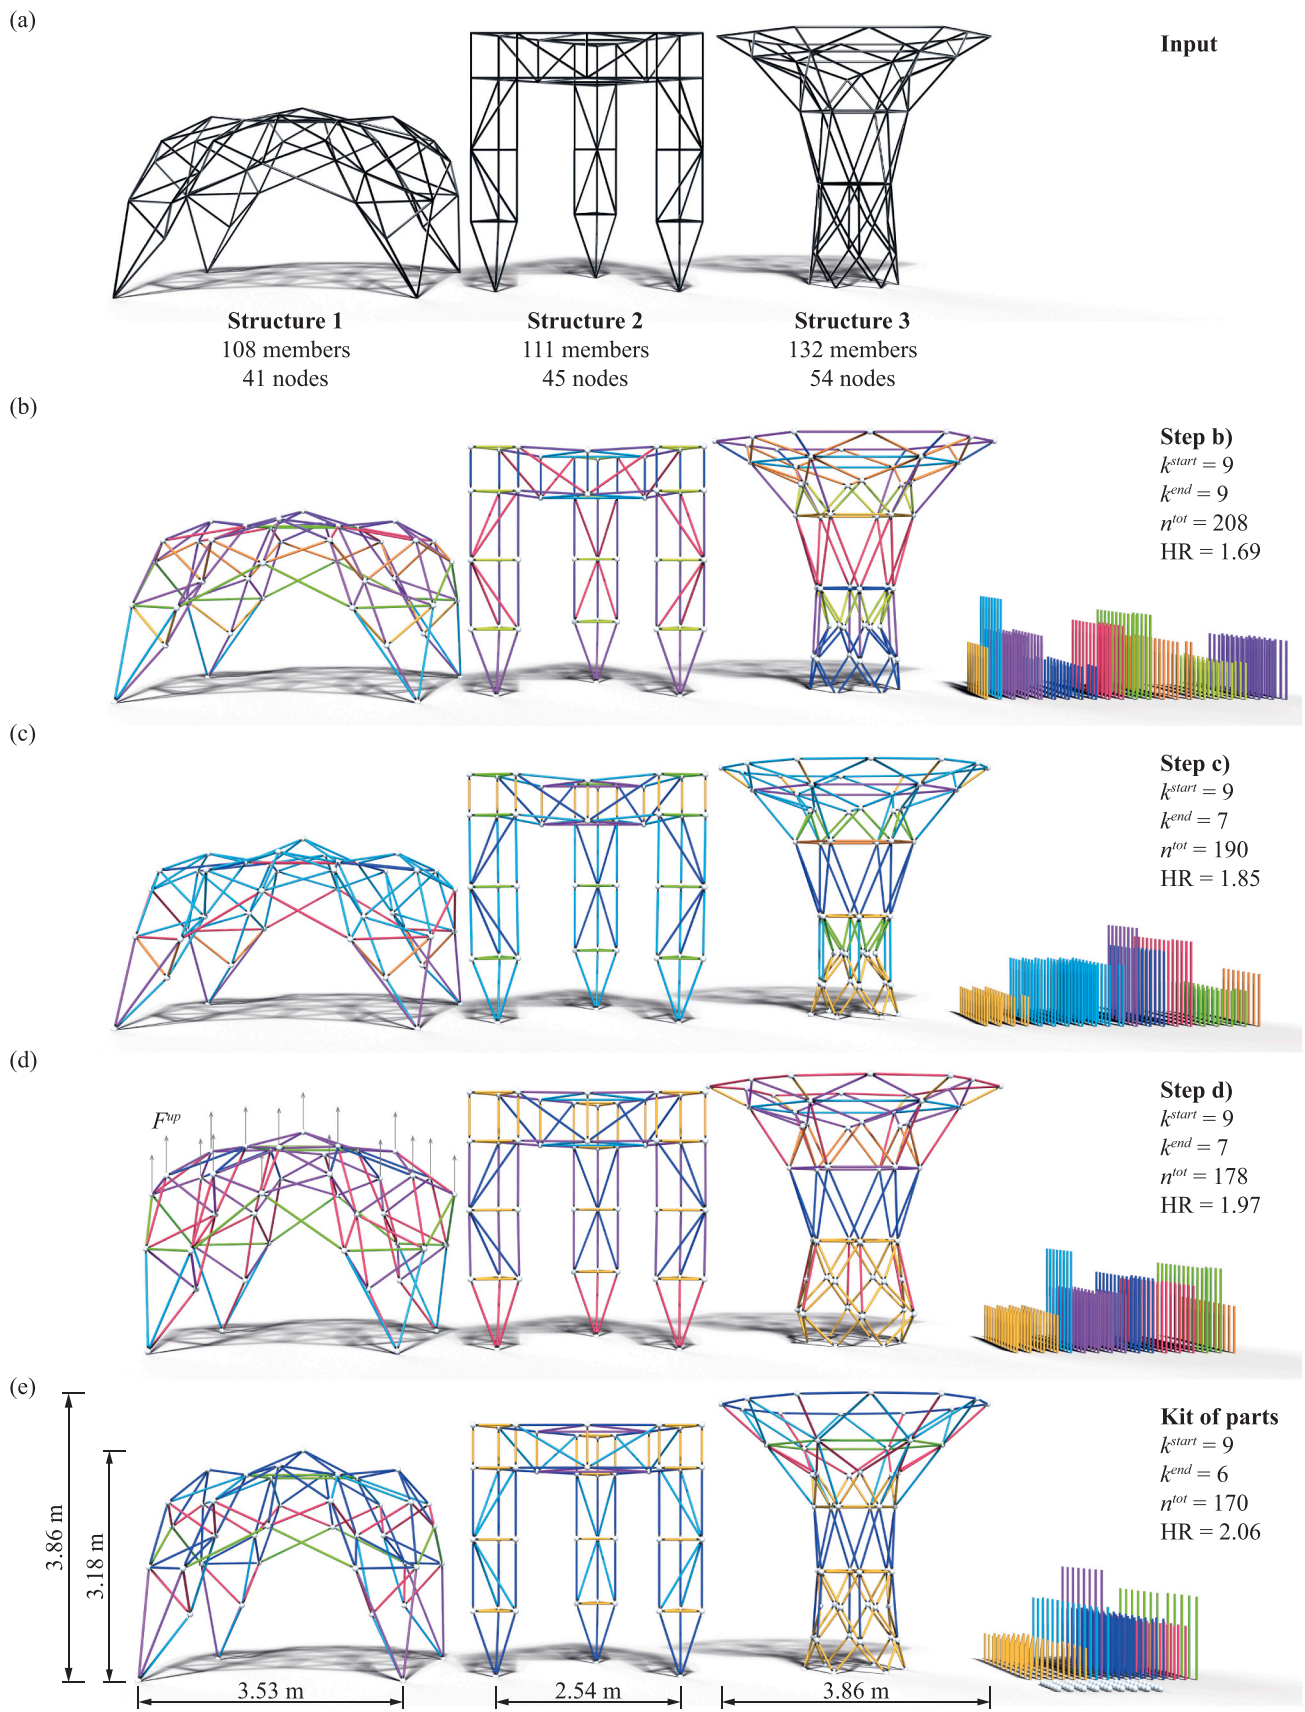 (a)
Input
Structure 1
108 members
41 nodes
Structure 2
111 members
45 nodes
Structure 3
132 members
54 nodes
(b)
Step b)
k^start = 9
k^end = 9
n^tot = 208
HR = 1.69
(c)
Step c)
k^start = 9
k^end = 7
n^tot = 190
HR = 1.85
(d)
F^up
Step d)
k^start = 9
k^end = 7
n^tot = 178
HR = 1.97
(e)
Kit of parts
k^start = 9
k^end = 6
n^tot = 170
HR = 2.06
3.86 m
3.18 m
3.53 m
2.54 m
3.86 m